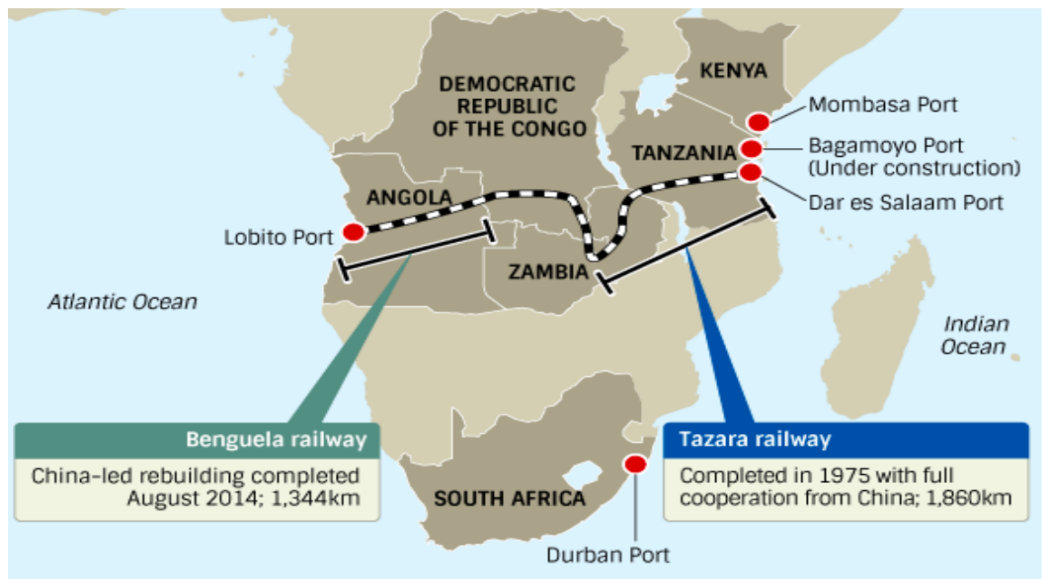 DEMOCRATIC
REPUBLIC
OF THE CONGO
KENYA
Mombasa Port
TANZANIA
Bagamoyo Port
(Under construction)
ANGOLA
Dar es Salaam Port
Lobito Port
ZAMBIA
Atlantic Ocean
Indian
Ocean
Benguela railway
China-led rebuilding completed
August 2014; 1,344km
Tazara railway
Completed in 1975 with full
cooperation from China; 1,860km
SOUTH AFRICA
Durban Port